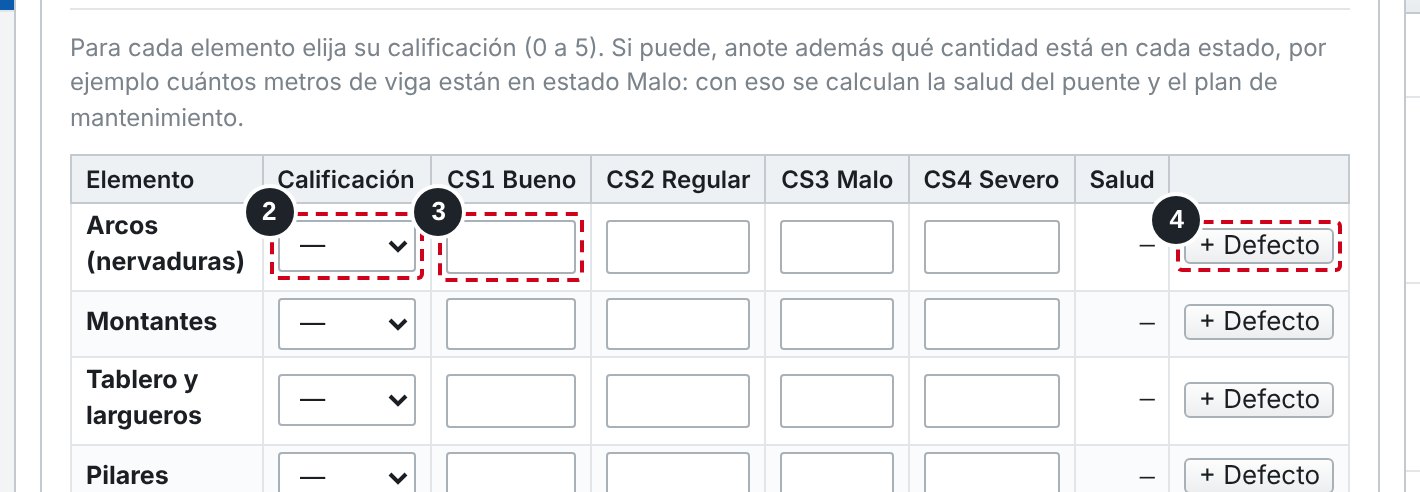 Para cada elemento elija su calificación (0 a 5). Si puede, anote además qué cantidad está en cada estado, por
ejemplo cuántos metros de viga están en estado Malo: con eso se calculan la salud del puente y el plan de
mantenimiento.
Elemento Calificación CS1 Bueno CS2 Regular CS3 Malo CS4 Severo Salud
2 3 4
Arcos
(nervaduras) — – + Defecto
Montantes — – + Defecto
Tablero y
largueros — – + Defecto
Pilares — – + Defecto